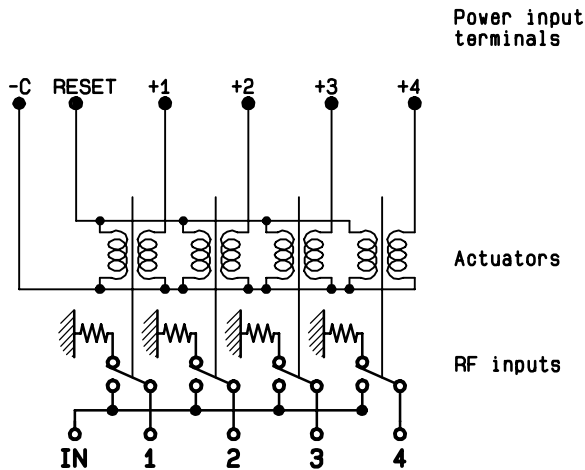 Power input
terminals
-C RESET +1 +2 +3 +4
Actuators
RF inputs
IN 1 2 3 4